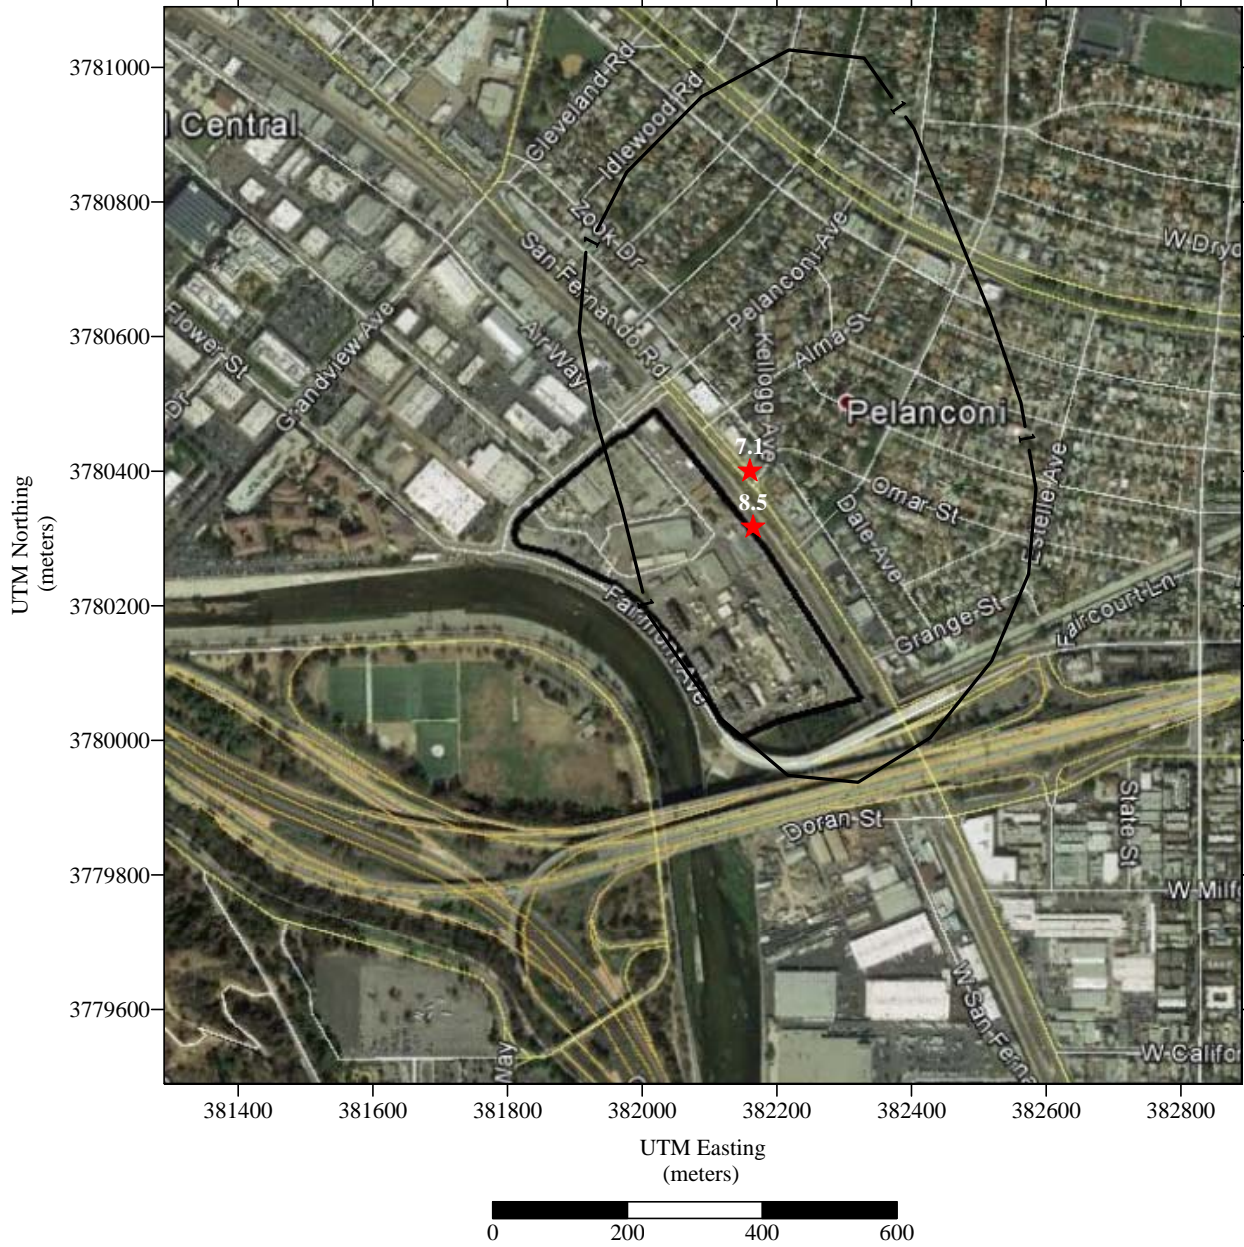 3781000
3780800
3780600
3780400
3780200
3780000
3779800
3779600
UTM Northing
(meters)
l Central
Cleveland Rd
Idlewood Rd
Zook Dr
San Fernando Rd
Pelanconi Ave
W Dryd
Flower St
Grandview Ave
Air Way
Kellogg Ave
Alma St
Dr
Pelanconi
7.1
8.5
Omar St
Dale Ave
Estelle Ave
Fairmont Ave
Grange St
Faircourt Ln
Doran St
State St
W Milfo
W San Ferna
W Califor
Way
1
1
1
1
381400
381600
381800
382000
382200
382400
382600
382800
UTM Easting
(meters)
0
200
400
600